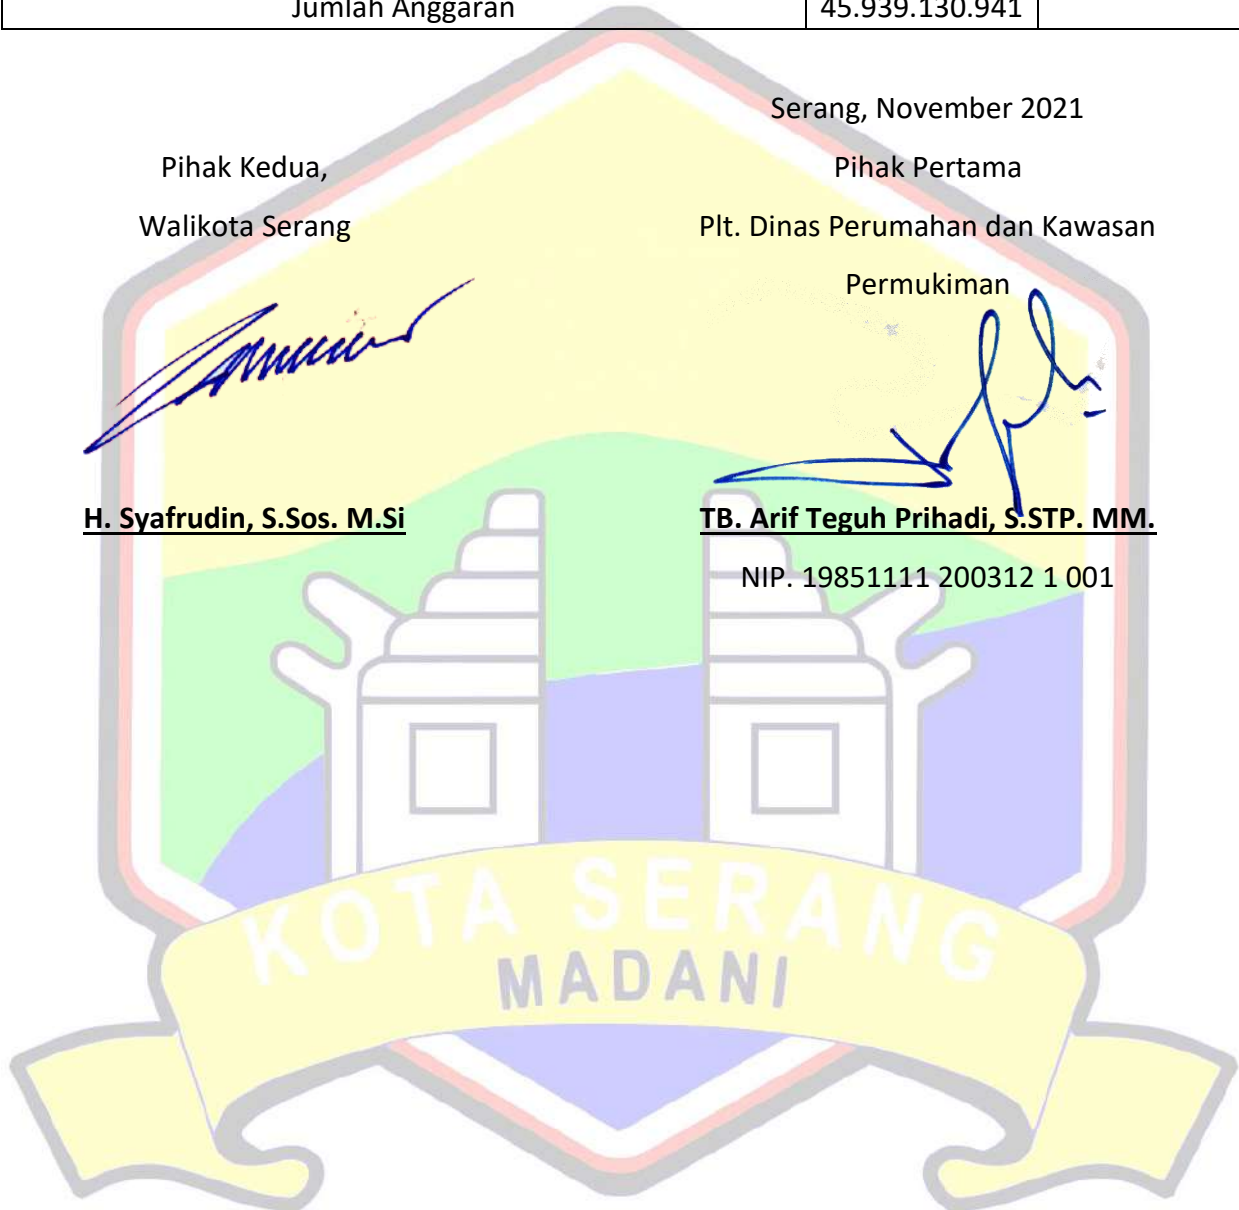 Jumlah Anggaran 45.939.130.941
Serang, November 2021
Pihak Kedua,
Pihak Pertama
Walikota Serang
Plt. Dinas Perumahan dan Kawasan
Permukiman
H. Syafrudin, S.Sos. M.Si
TB. Arif Teguh Prihadi, S.STP. MM.
NIP. 19851111 200312 1 001
KOTA SERANG
MADANI